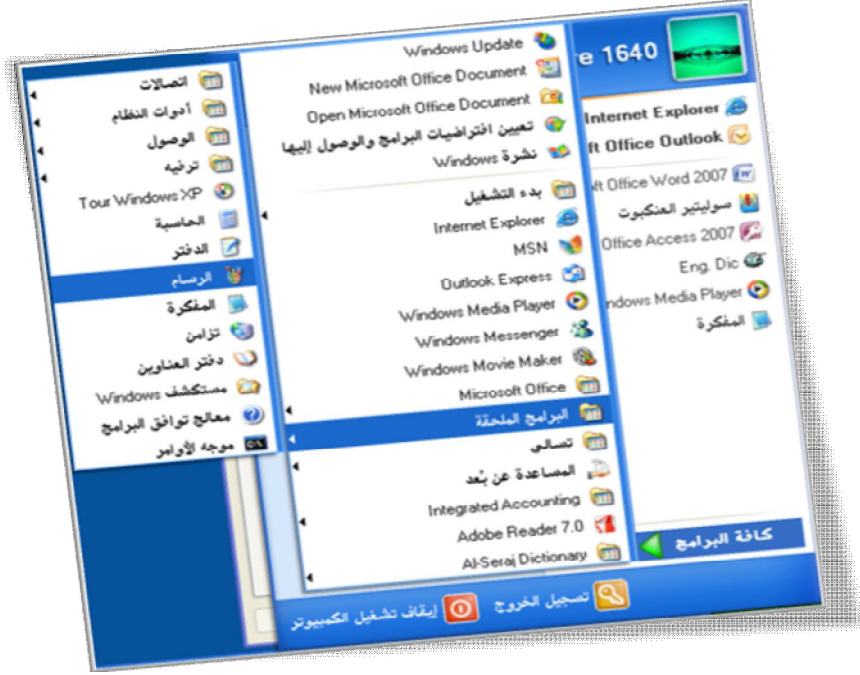 e 1640
Internet Explorer
ft Office Outlook
ft Office Word 2007
سوليتير العنكبوت
Office Access 2007
Eng. Dic
ndows Media Player
المفكرة
كافة البرامج
Windows Update
New Microsoft Office Document
Open Microsoft Office Document
تعيين افتراضيات البرامج والوصول إليها
نشرة Windows
بدء التشغيل
Internet Explorer
MSN
Outlook Express
Windows Media Player
Windows Messenger
Windows Movie Maker
Microsoft Office
البرامج الملحقة
تسالى
المساعدة عن بُعد
Integrated Accounting
Adobe Reader 7.0
Al-Seraj Dictionary
اتصالات
أدوات النظام
الوصول
ترفيه
Tour Windows XP
الحاسبة
الدفتر
الرسام
المفكرة
تزامن
دفتر العناوين
مستكشف Windows
معالج توافق البرامج
موجه الأوامر
تسجيل الخروج
إيقاف تشغيل الكمبيوتر